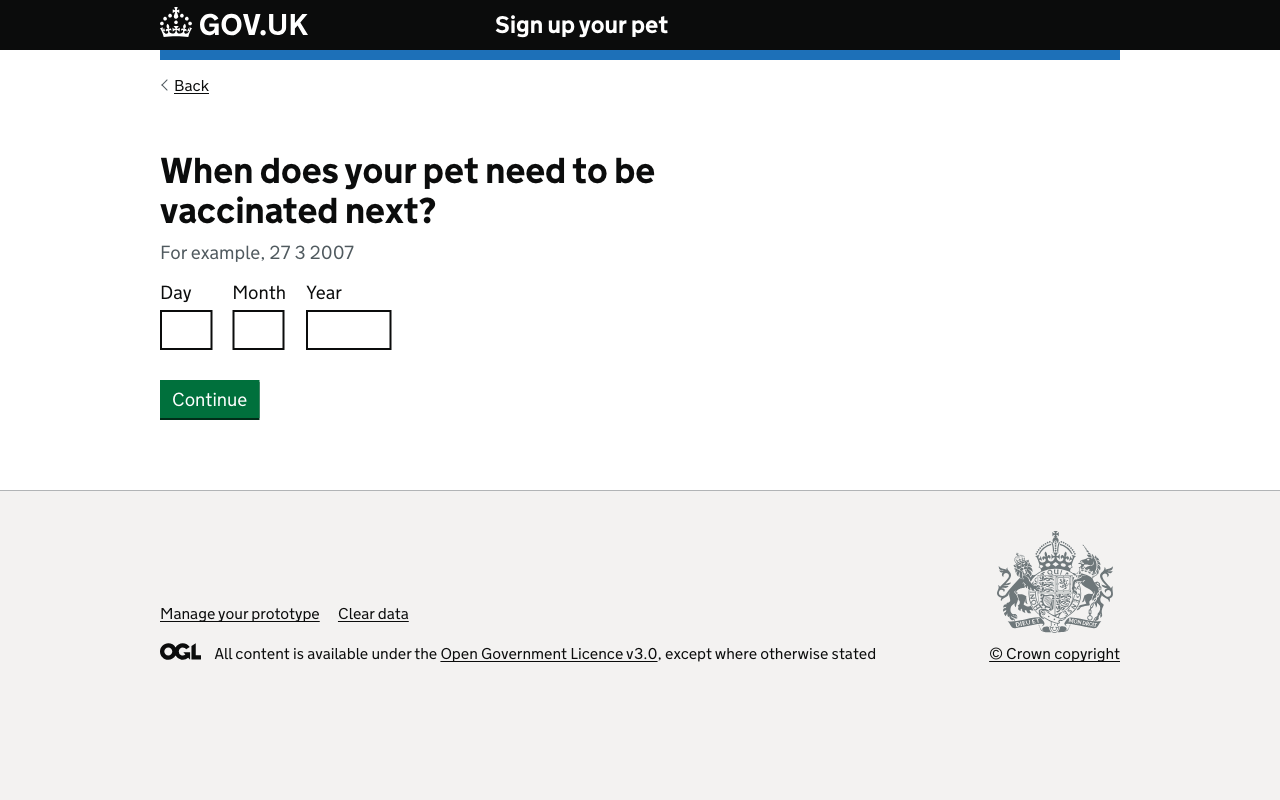 GOV.UK
Sign up your pet
Back
When does your pet need to be
vaccinated next?
For example, 27 3 2007
Day Month Year
Continue
Manage your prototype Clear data
OGL All content is available under the Open Government Licence v3.0, except where otherwise stated
© Crown copyright